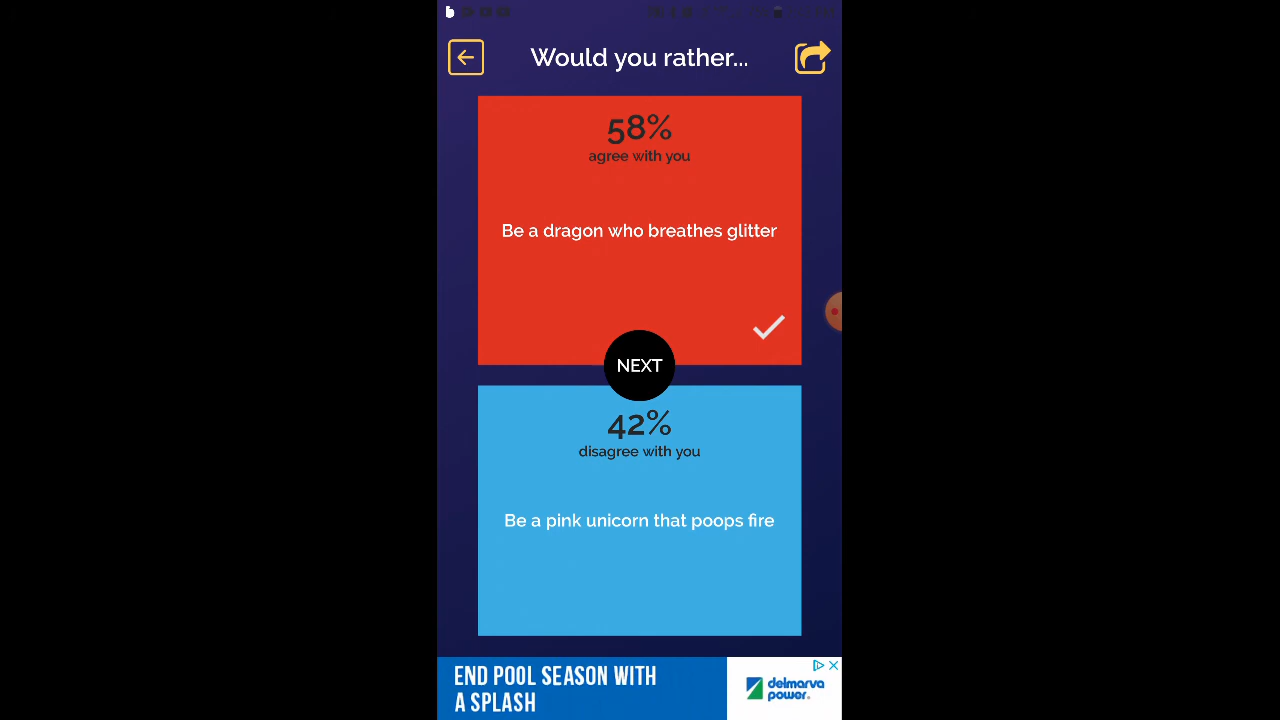 Would you rather...
58%
agree with you
Be a dragon who breathes glitter
NEXT
42%
disagree with you
Be a pink unicorn that poops fire
END POOL SEASON WITH
A SPLASH
delmarva
power.